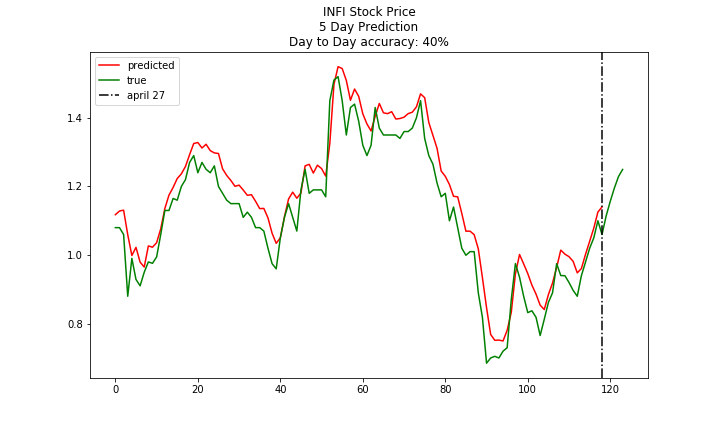 INFI Stock Price
5 Day Prediction
Day to Day accuracy: 40%
predicted
true
april 27
1.4
1.2
1.0
0.8
0 20 40 60 80 100 120